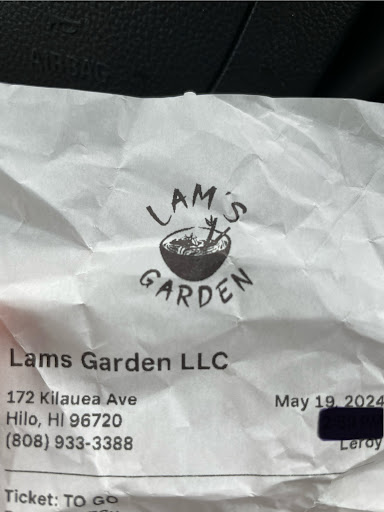 AIRBAG
LAM'S
GARDEN
Lams Garden LLC
172 Kilauea Ave
May 19, 2024
Hilo, HI 96720
(808) 933-3388
Leroy
Ticket: TO GO